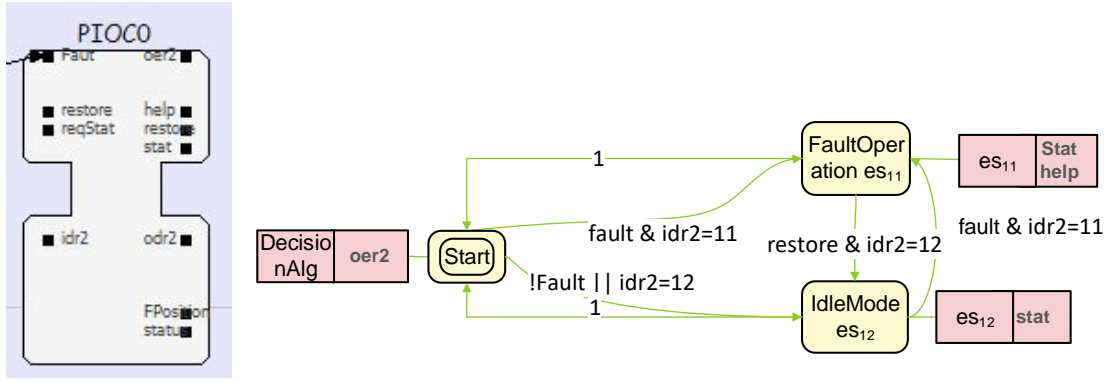 PIOC0
Faut oer2
restore help
reqStat restore
stat
idr2 odr2
FPosition
status
Decisio
nAlg
oer2
Start
1
fault & idr2=11
!Fault || idr2=12
1
FaultOper
ation es₁₁
es₁₁
Stat
help
restore & idr2=12
fault & idr2=11
IdleMode
es₁₂
es₁₂ stat